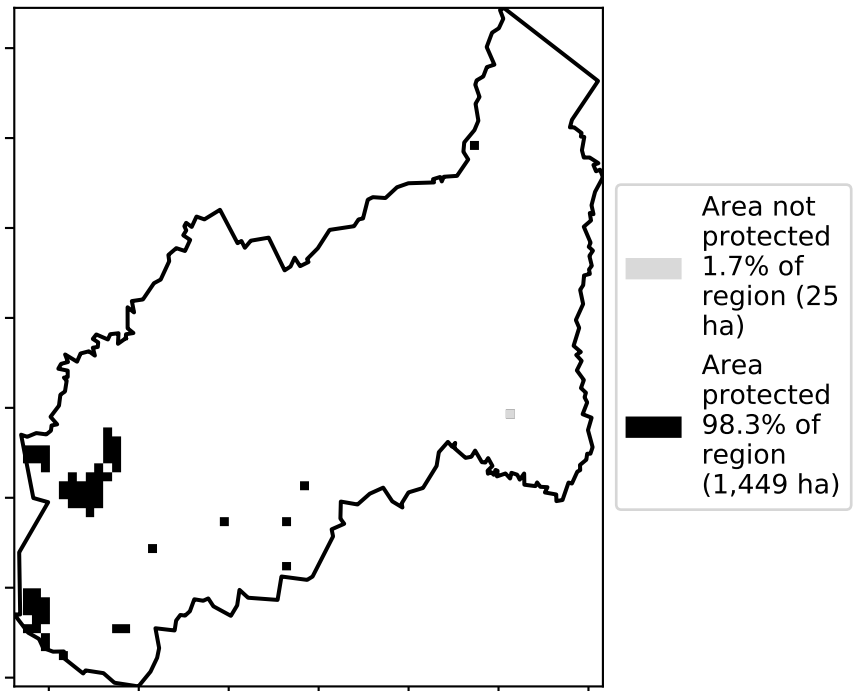 Area not
protected
1.7% of
region (25
ha)
Area
protected
98.3% of
region
(1,449 ha)